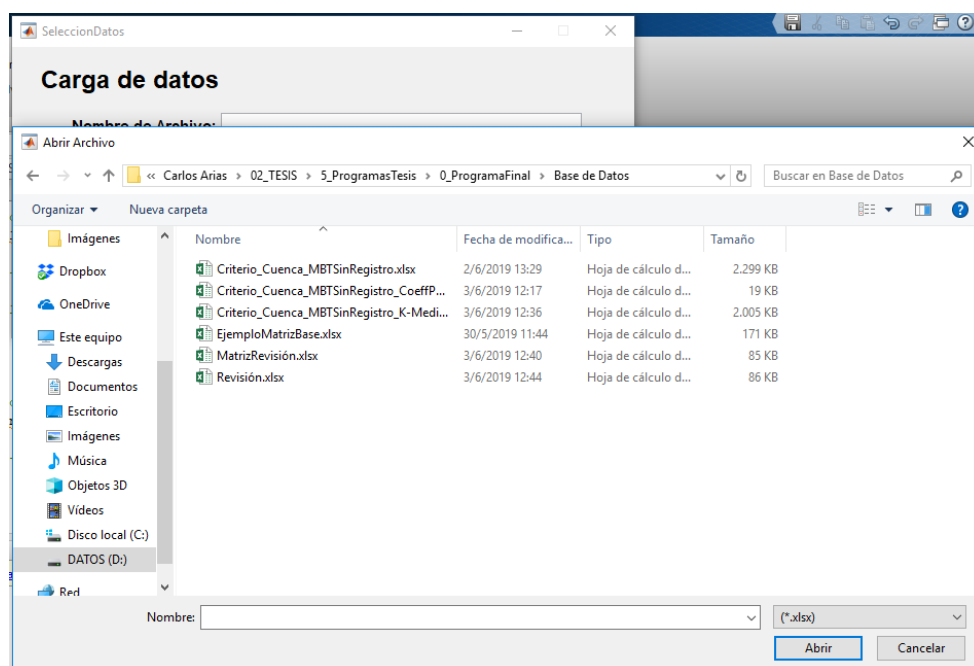 SeleccionDatos
Carga de datos
Nombre de Archivo:
Abrir Archivo
« Carlos Arias > 02_TESIS > 5_ProgramasTesis > 0_ProgramaFinal > Base de Datos
Buscar en Base de Datos
Organizar
Nueva carpeta
Imágenes
Dropbox
OneDrive
Este equipo
Descargas
Documentos
Escritorio
Imágenes
Música
Objetos 3D
Vídeos
Disco local (C:)
DATOS (D:)
Red
Nombre Fecha de modifica... Tipo Tamaño
Criterio_Cuenca_MBTSinRegistro.xlsx 2/6/2019 13:29 Hoja de cálculo d... 2.299 KB
Criterio_Cuenca_MBTSinRegistro_CoeffP... 3/6/2019 12:17 Hoja de cálculo d... 19 KB
Criterio_Cuenca_MBTSinRegistro_K-Medi... 3/6/2019 12:36 Hoja de cálculo d... 2.005 KB
EjemploMatrizBase.xlsx 30/5/2019 11:44 Hoja de cálculo d... 171 KB
MatrizRevisión.xlsx 3/6/2019 12:40 Hoja de cálculo d... 85 KB
Revisión.xlsx 3/6/2019 12:44 Hoja de cálculo d... 86 KB
Nombre:
(*.xlsx)
Abrir
Cancelar